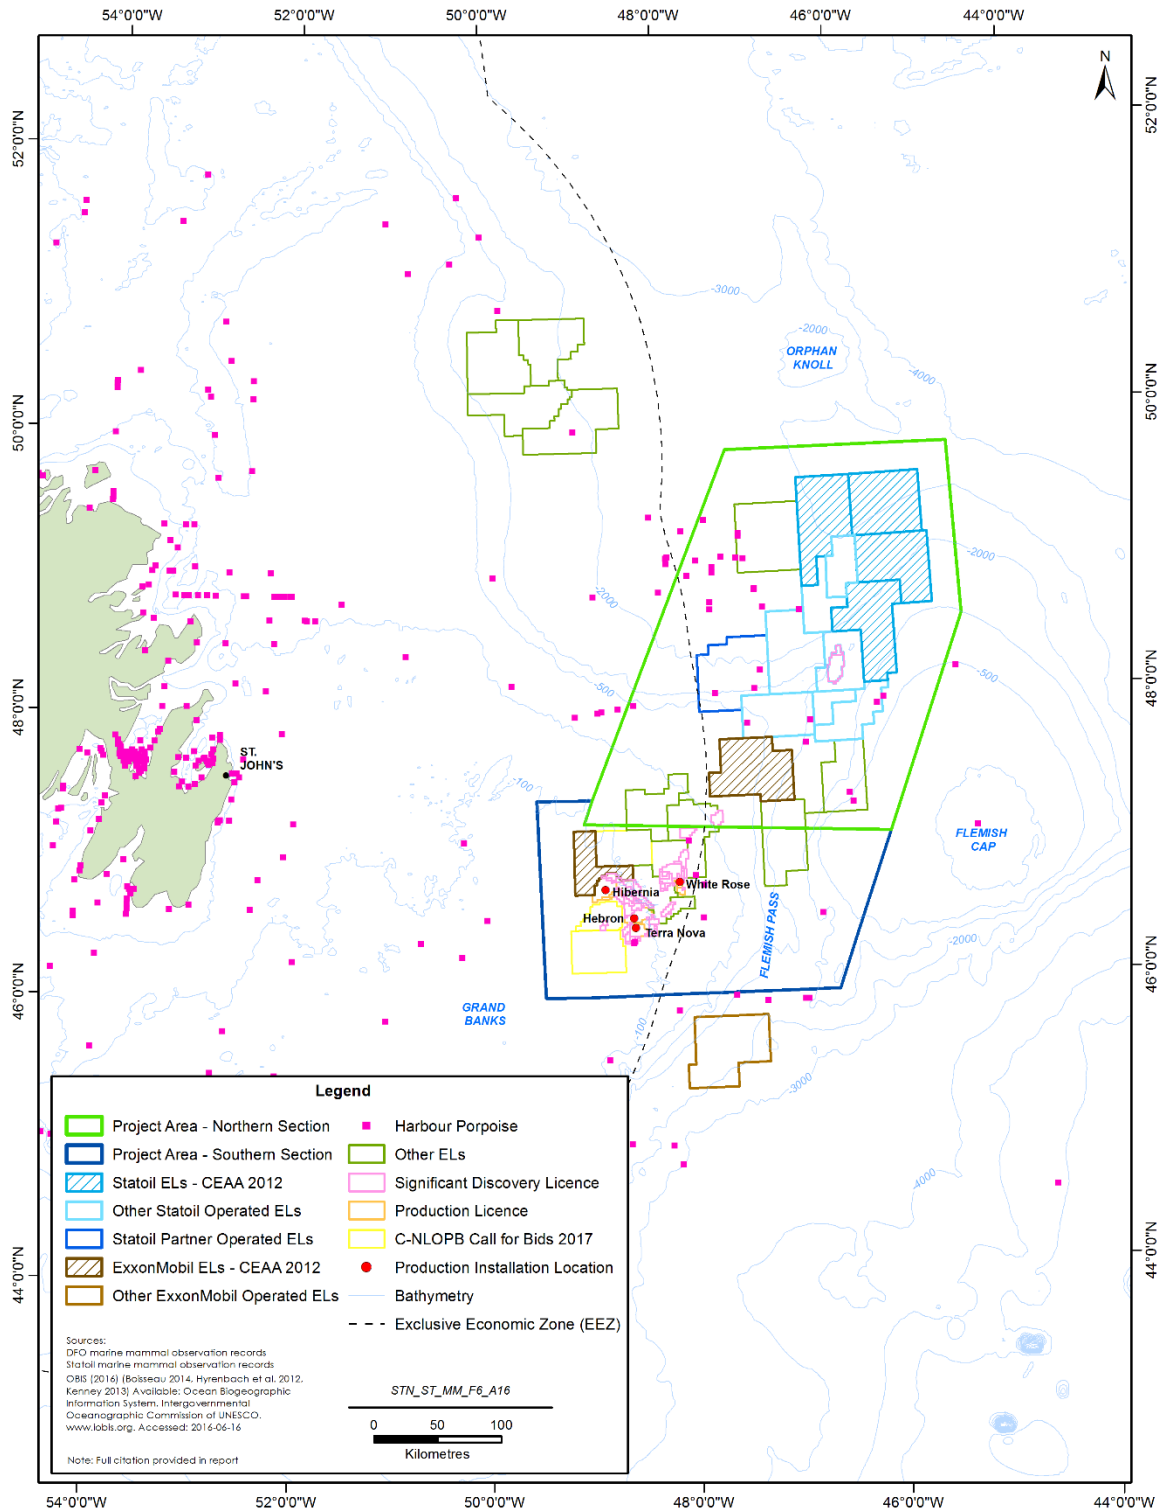 54°0'0"W 52°0'0"W 50°0'0"W 48°0'0"W 46°0'0"W 44°0'0"W
N
52°0'0"N
52°0'0"N
-3000
-2000
ORPHAN
KNOLL
-4000
50°0'0"N
50°0'0"N
-2000
-2000
-500
-500
48°0'0"N
48°0'0"N
ST.
JOHN'S
-100
FLEMISH
CAP
White Rose
Hibernia
Hebron
Terra Nova
FLEMISH PASS
-2000
46°0'0"N
46°0'0"N
GRAND
BANKS
-100
-3000
-4000
44°0'0"N
44°0'0"N
Legend
Project Area - Northern Section
Project Area - Southern Section
Statoil ELs - CEAA 2012
Other Statoil Operated ELs
Statoil Partner Operated ELs
ExxonMobil ELs - CEAA 2012
Other ExxonMobil Operated ELs
Harbour Porpoise
Other ELs
Significant Discovery Licence
Production Licence
C-NLOPB Call for Bids 2017
Production Installation Location
Bathymetry
Exclusive Economic Zone (EEZ)
Sources:
DFO marine mammal observation records
Statoil marine mammal observation records
OBIS (2016) (Boisseau 2014, Hyrenbach et al. 2012,
Kenney 2013) Available: Ocean Biogeographic
Information System. Intergovernmental
Oceanographic Commission of UNESCO.
www.iobis.org. Accessed: 2016-06-16
Note: Full citation provided in report
STN_ST_MM_F6_A16
0 50 100
Kilometres
54°0'0"W 52°0'0"W 50°0'0"W 48°0'0"W 46°0'0"W 44°0'0"W